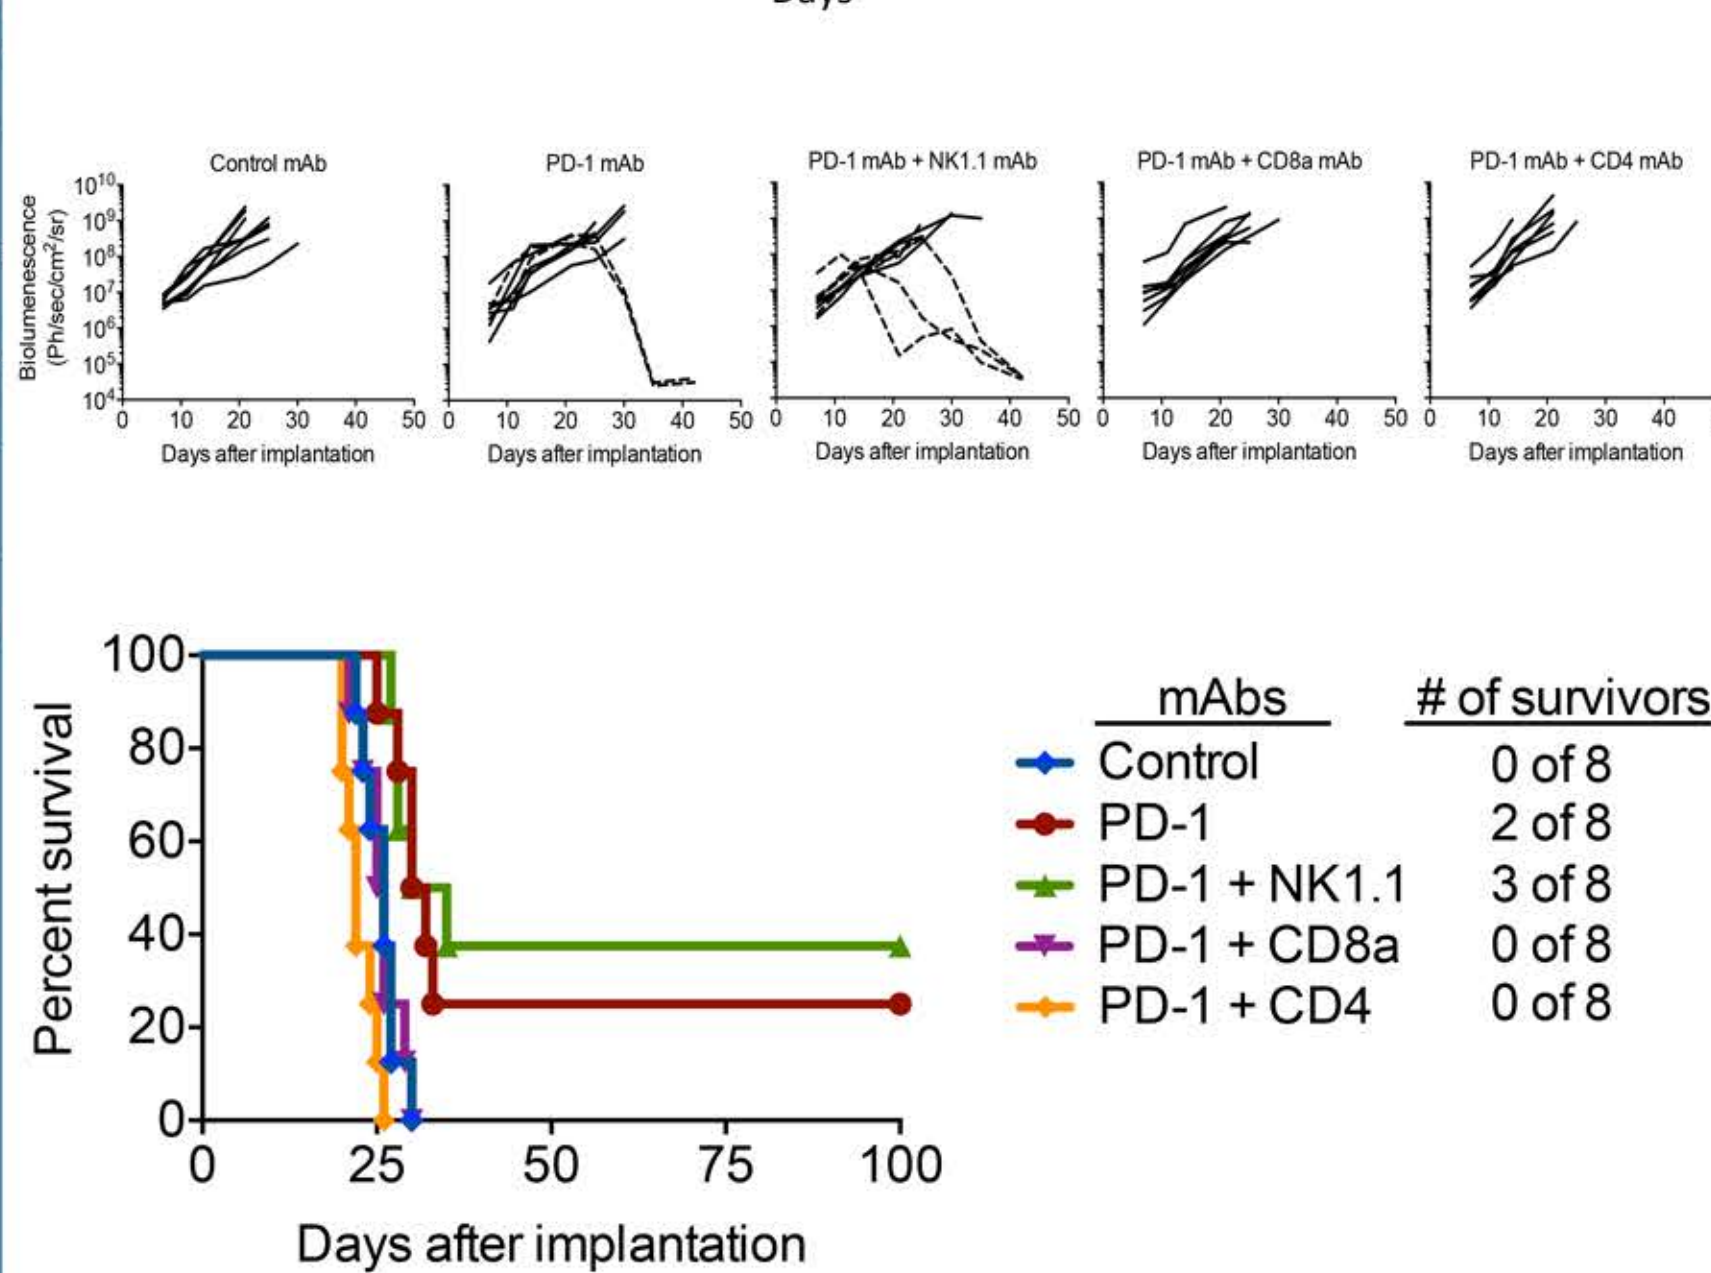 Days
Control mAb
PD-1 mAb
PD-1 mAb + NK1.1 mAb
PD-1 mAb + CD8a mAb
PD-1 mAb + CD4 mAb
Biolumenescence
(Ph/sec/cm²/sr)
10¹⁰
10⁹
10⁸
10⁷
10⁶
10⁵
10⁴
0 10 20 30 40 50
0 10 20 30 40 50
0 10 20 30 40 50
0 10 20 30 40 50
0 10 20 30 40
Days after implantation
Days after implantation
Days after implantation
Days after implantation
Days after implantation
Percent survival
100
80
60
40
20
0
0 25 50 75 100
Days after implantation
mAbs # of survivors
Control 0 of 8
PD-1 2 of 8
PD-1 + NK1.1 3 of 8
PD-1 + CD8a 0 of 8
PD-1 + CD4 0 of 8